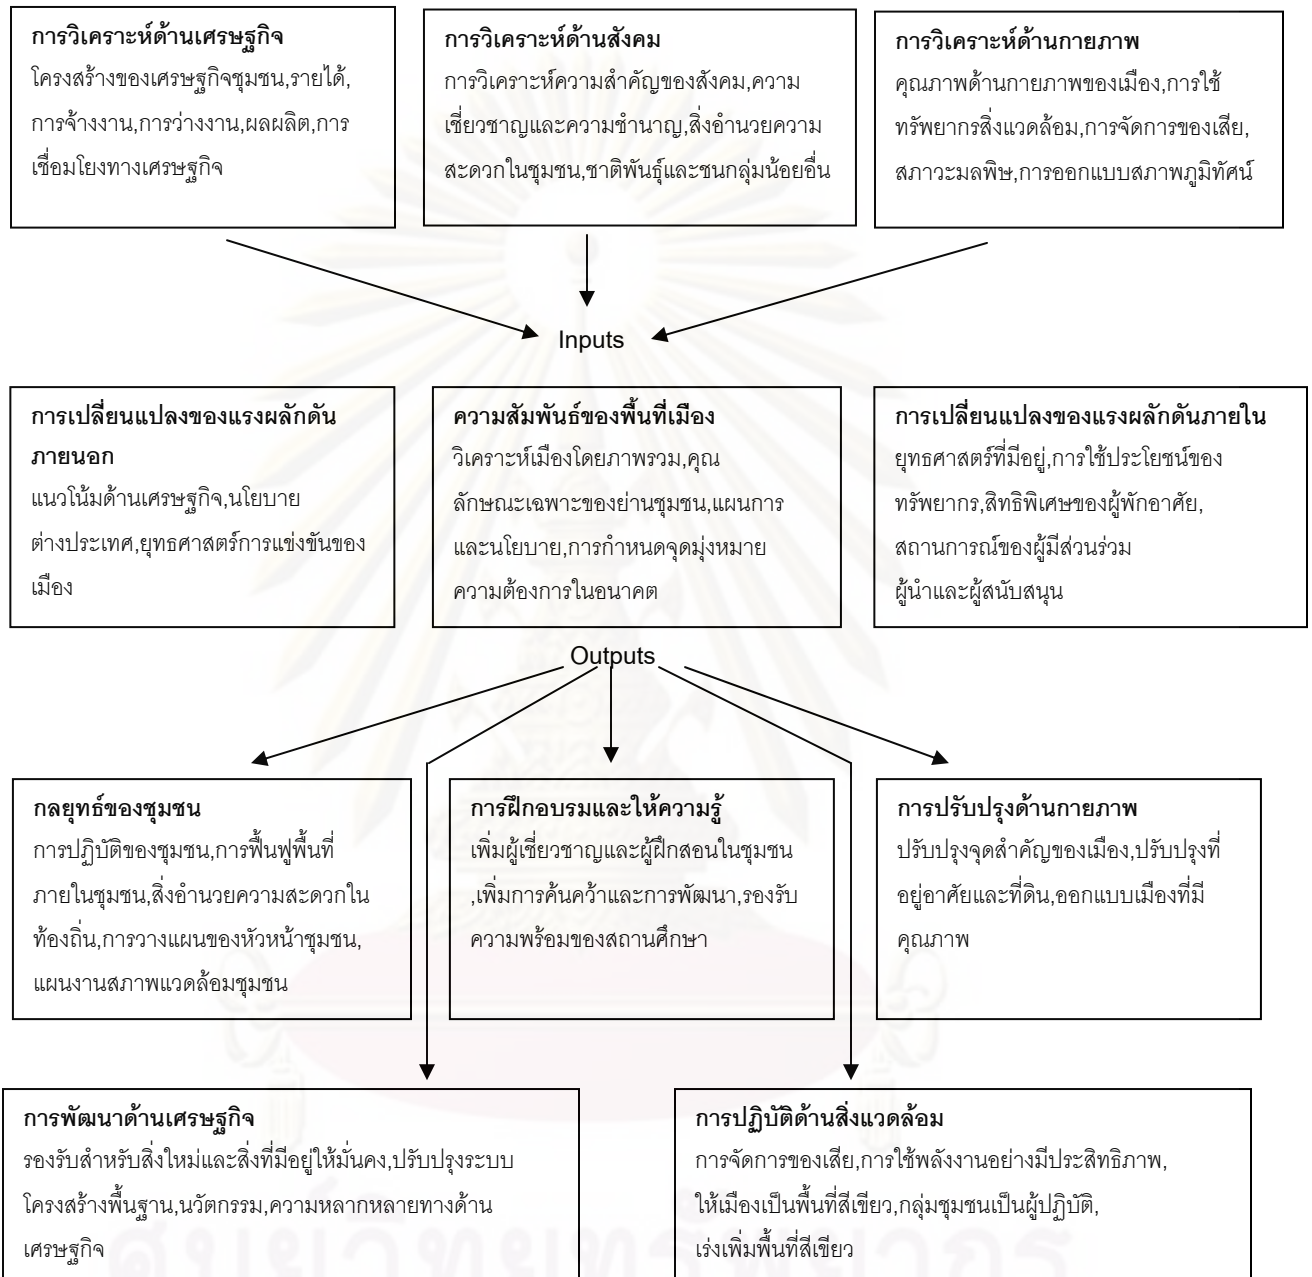 การวิเคราะห์ด้านเศรษฐกิจ
โครงสร้างของเศรษฐกิจชุมชน,รายได้,
การจ้างงาน,การว่างงาน,ผลผลิต,การ
เชื่อมโยงทางเศรษฐกิจ
การวิเคราะห์ด้านสังคม
การวิเคราะห์ความสำคัญของสังคม,ความ
เชี่ยวชาญและความชำนาญ,สิ่งอำนวยความ
สะดวกในชุมชน,ชาติพันธุ์และชนกลุ่มน้อยอื่น
การวิเคราะห์ด้านกายภาพ
คุณภาพด้านกายภาพของเมือง,การใช้
ทรัพยากรสิ่งแวดล้อม,การจัดการของเสีย,
สภาวะมลพิษ,การออกแบบสภาพภูมิทัศน์
Inputs
การเปลี่ยนแปลงของแรงผลักดัน
ภายนอก
แนวโน้มด้านเศรษฐกิจ,นโยบาย
ต่างประเทศ,ยุทธศาสตร์การแข่งขันของ
เมือง
ความสัมพันธ์ของพื้นที่เมือง
วิเคราะห์เมืองโดยภาพรวม,คุณ
ลักษณะเฉพาะของย่านชุมชน,แผนการ
และนโยบาย,การกำหนดจุดมุ่งหมาย
ความต้องการในอนาคต
การเปลี่ยนแปลงของแรงผลักดันภายใน
ยุทธศาสตร์ที่มีอยู่,การใช้ประโยชน์ของ
ทรัพยากร,สิทธิพิเศษของผู้พักอาศัย,
สถานการณ์ของผู้มีส่วนร่วม
ผู้นำและผู้สนับสนุน
Outputs
กลยุทธ์ของชุมชน
การปฏิบัติของชุมชน,การฟื้นฟูพื้นที่
ภายในชุมชน,สิ่งอำนวยความสะดวกใน
ท้องถิ่น,การวางแผนของหัวหน้าชุมชน,
แผนงานสภาพแวดล้อมชุมชน
การฝึกอบรมและให้ความรู้
เพิ่มผู้เชี่ยวชาญและผู้ฝึกสอนในชุมชน
,เพิ่มการค้นคว้าและการพัฒนา,รองรับ
ความพร้อมของสถานศึกษา
การปรับปรุงด้านกายภาพ
ปรับปรุงจุดสำคัญของเมือง,ปรับปรุงที่
อยู่อาศัยและที่ดิน,ออกแบบเมืองที่มี
คุณภาพ
การพัฒนาด้านเศรษฐกิจ
รองรับสำหรับสิ่งใหม่และสิ่งที่มีอยู่ให้มั่นคง,ปรับปรุงระบบ
โครงสร้างพื้นฐาน,นวัตกรรม,ความหลากหลายทางด้าน
เศรษฐกิจ
การปฏิบัติด้านสิ่งแวดล้อม
การจัดการของเสีย,การใช้พลังงานอย่างมีประสิทธิภาพ,
ให้เมืองเป็นพื้นที่สีเขียว,กลุ่มชุมชนเป็นผู้ปฏิบัติ,
เร่งเพิ่มพื้นที่สีเขียว
ศูนย์วิทยทรัพยากร